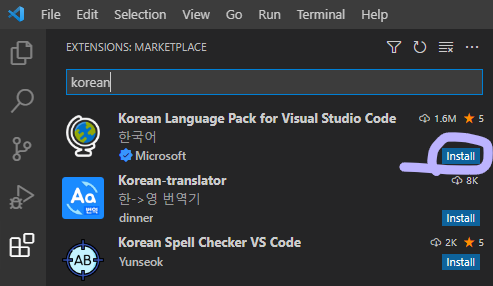 File Edit Selection View Go Run Terminal Help
EXTENSIONS: MARKETPLACE
korean
Korean Language Pack for Visual Studio Code 1.6M 5
한국어
Microsoft Install
Korean-translator 8K
한->영 번역기
dinner Install
Korean Spell Checker VS Code 2K 5
Yunseok Install
Aあ
번역